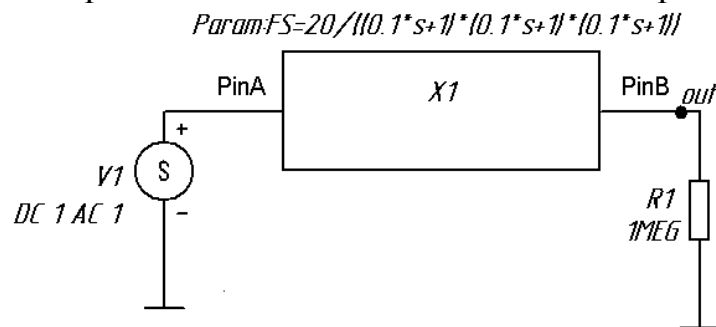 Param:FS=20/((0.1*s+1)*(0.1*s+1)*(0.1*s+1))
PinA
X1
PinB
out
+
V1
S
DC 1 AC 1
−
R1
1MEG